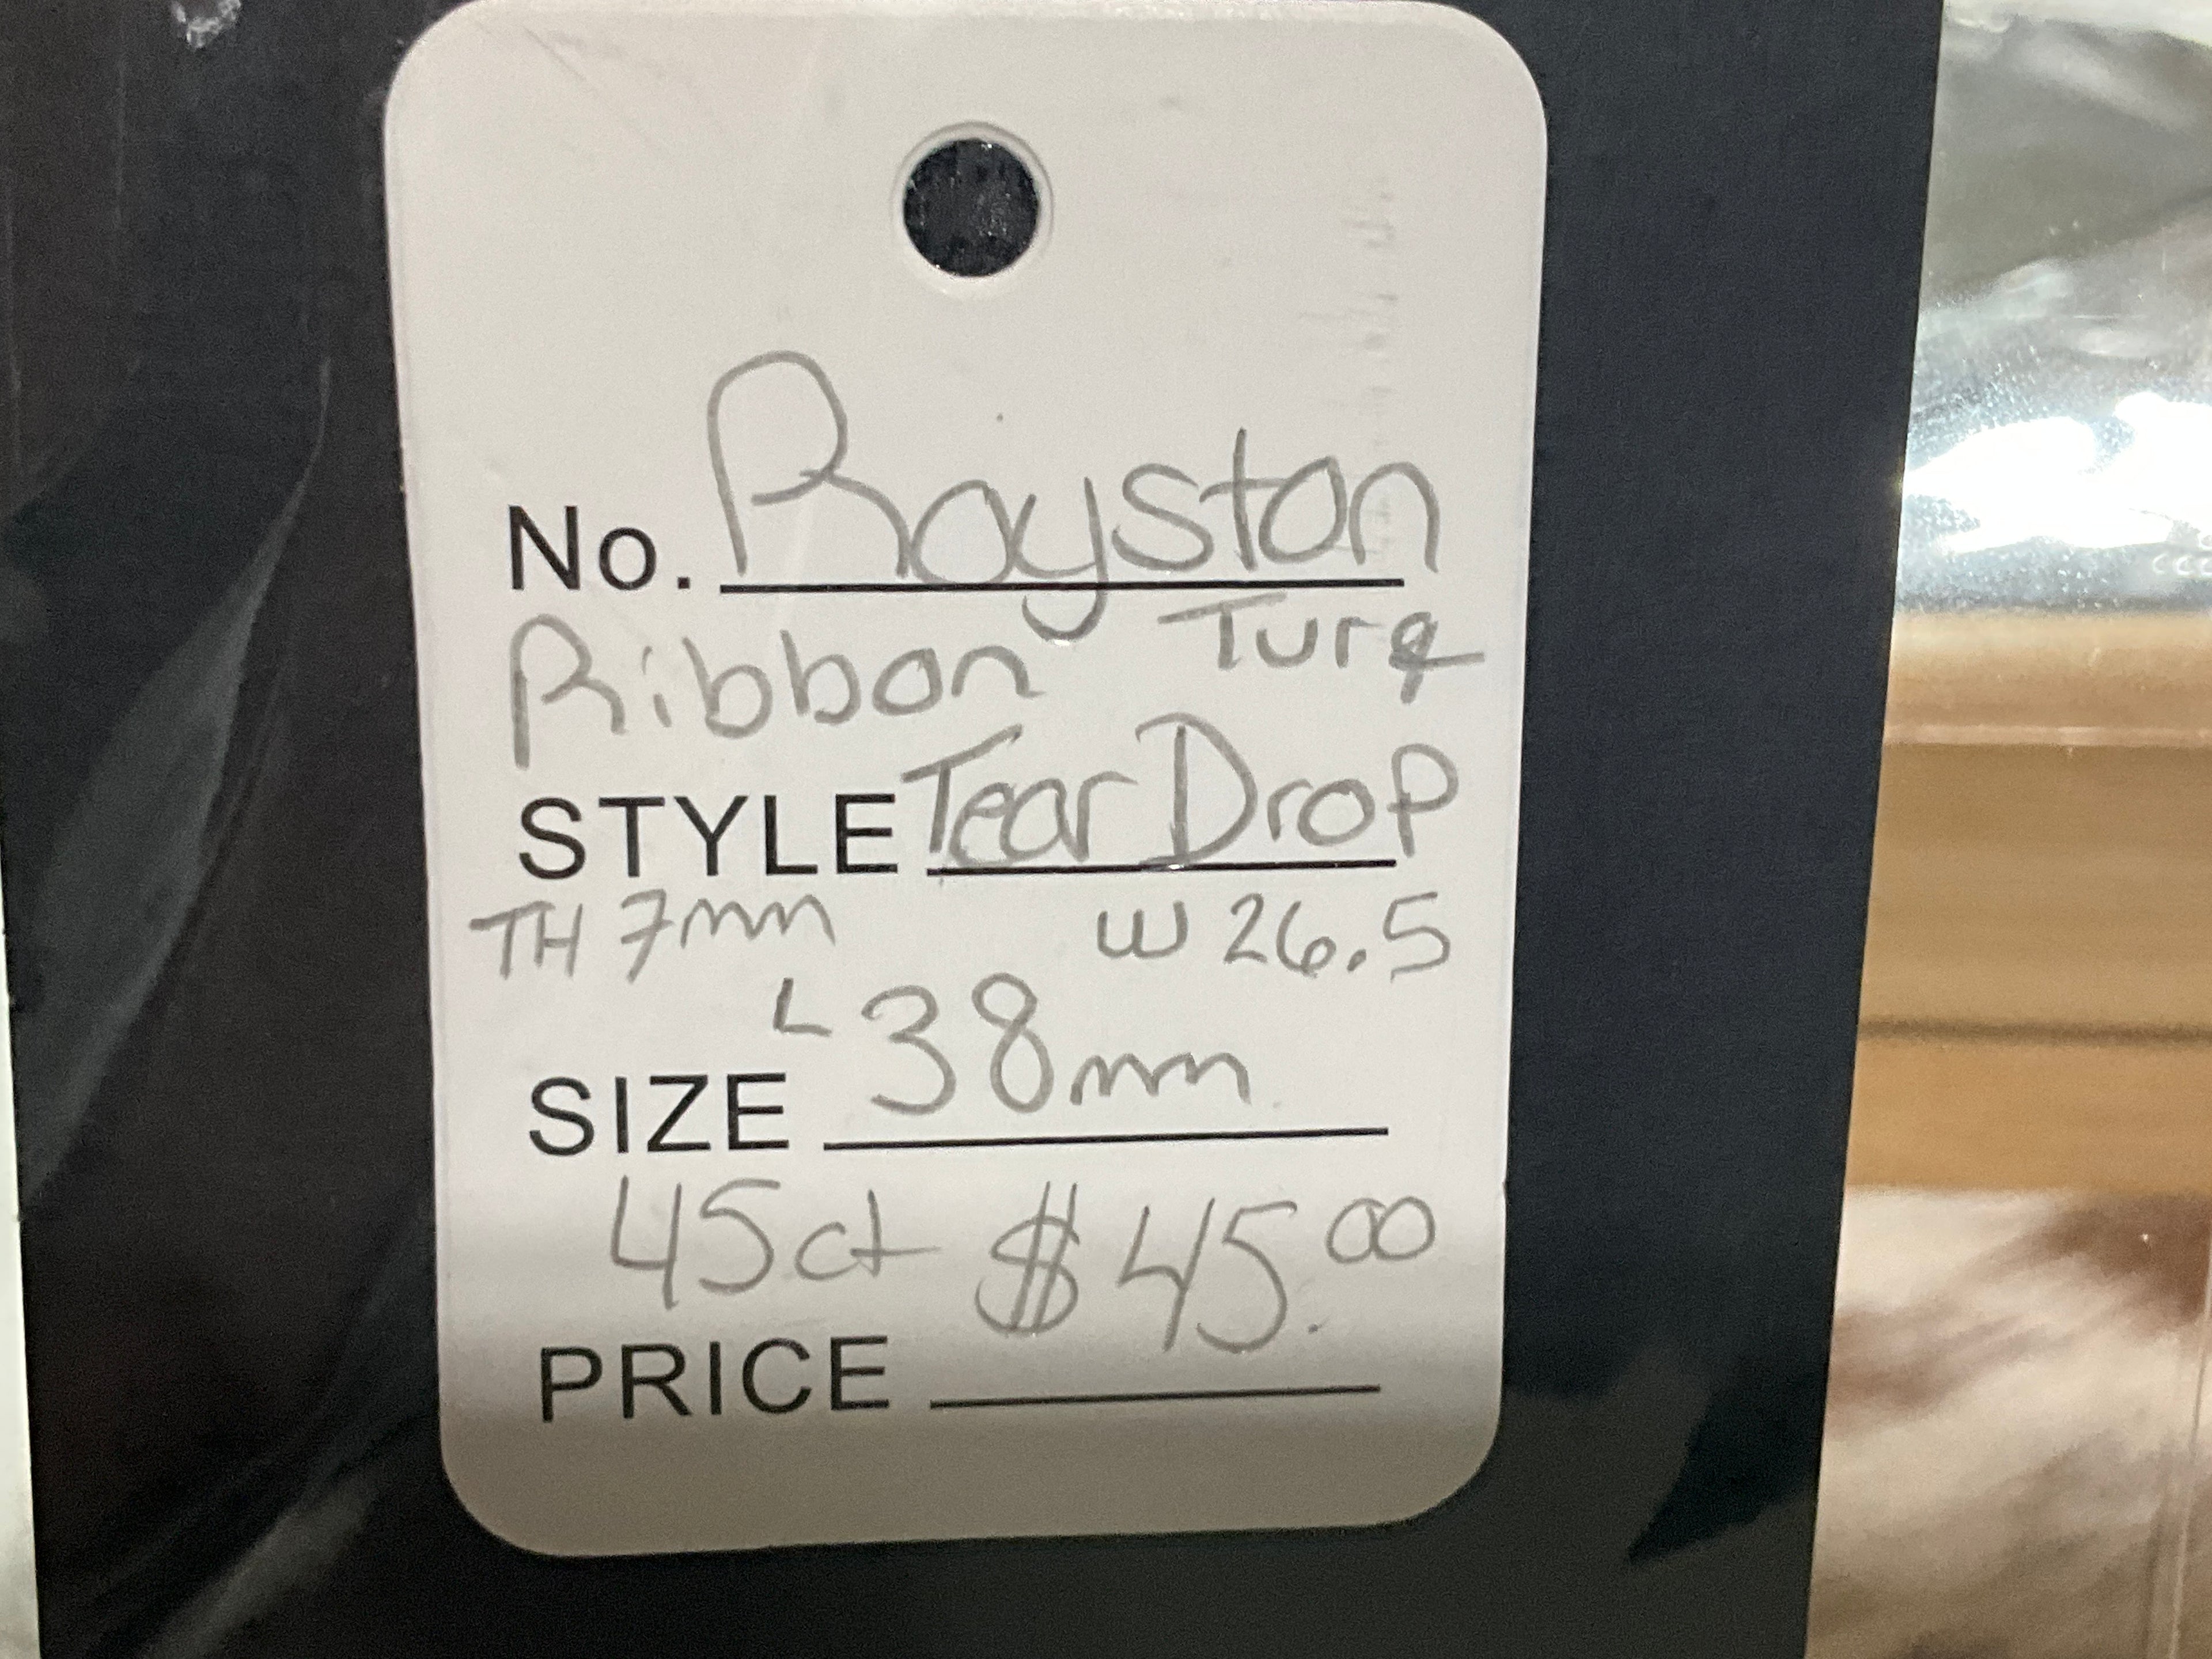 No. Royston
Ribbon Turq
STYLE Tear Drop
TH 7mm W 26.5
L 38mm
SIZE
45ct $45.00
PRICE